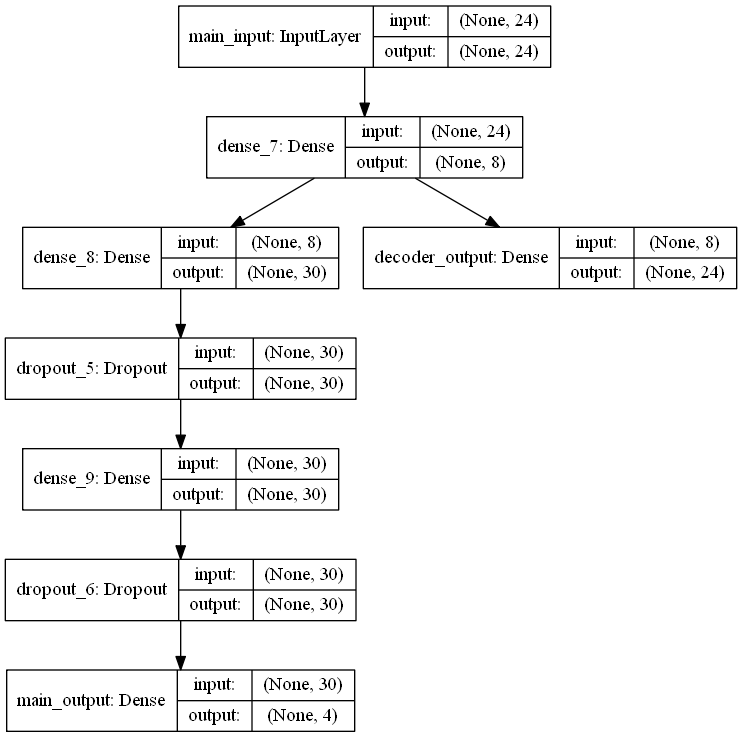 main_input: InputLayer
input: (None, 24)
output: (None, 24)
dense_7: Dense
input: (None, 24)
output: (None, 8)
dense_8: Dense
input: (None, 8)
output: (None, 30)
decoder_output: Dense
input: (None, 8)
output: (None, 24)
dropout_5: Dropout
input: (None, 30)
output: (None, 30)
dense_9: Dense
input: (None, 30)
output: (None, 30)
dropout_6: Dropout
input: (None, 30)
output: (None, 30)
main_output: Dense
input: (None, 30)
output: (None, 4)